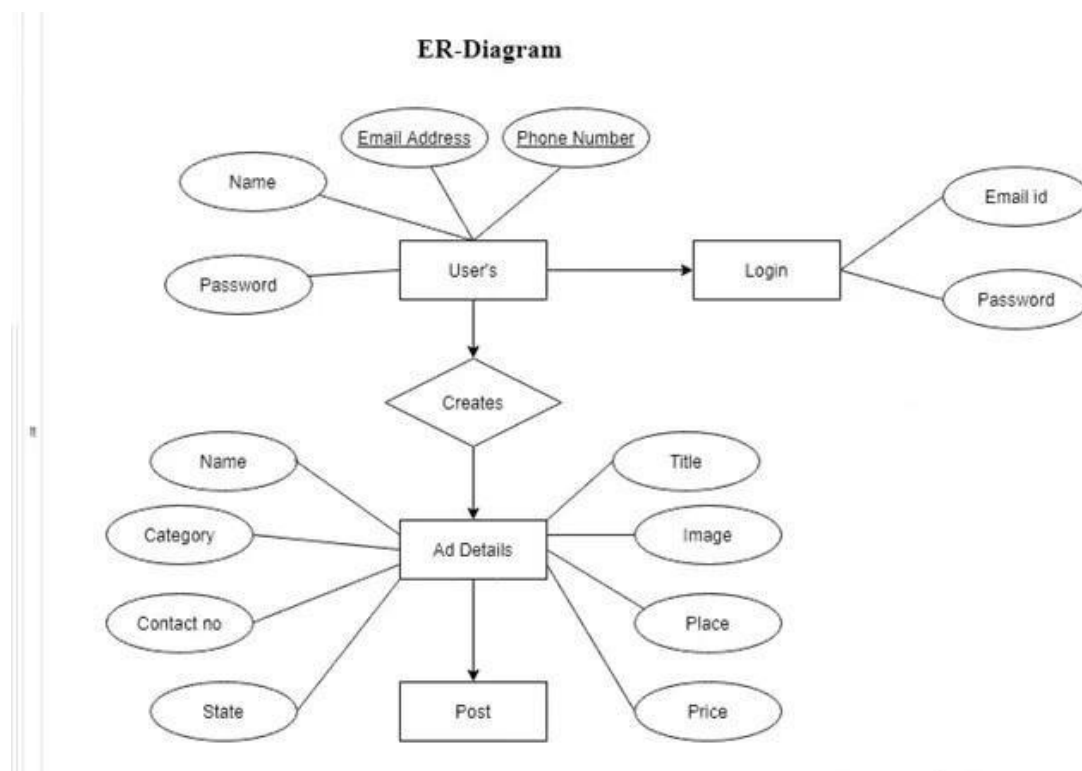 ER-Diagram
Email Address
Phone Number
Name
Email id
User's
Login
Password
Password
Creates
Name
Title
Category
Image
Ad Details
Contact no
Place
State
Post
Price